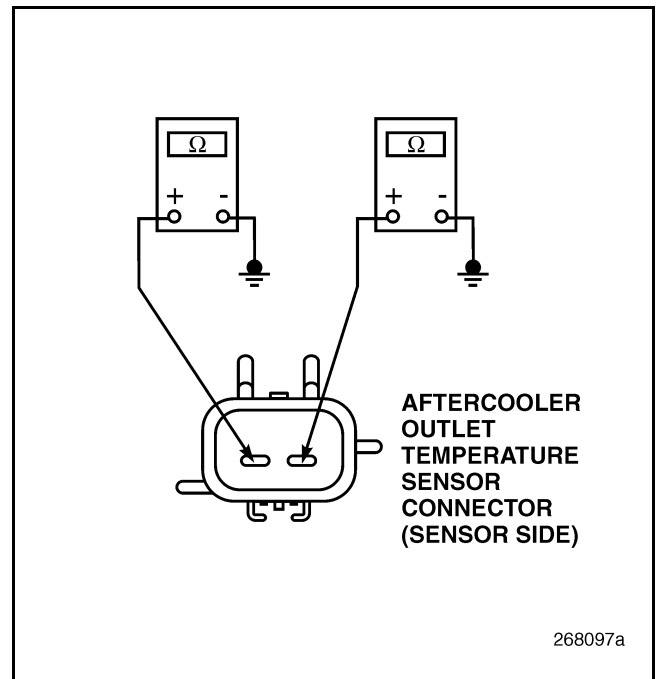 Ω Ω
+ - + -
AFTERCOOLER
OUTLET
TEMPERATURE
SENSOR
CONNECTOR
(SENSOR SIDE)
268097a